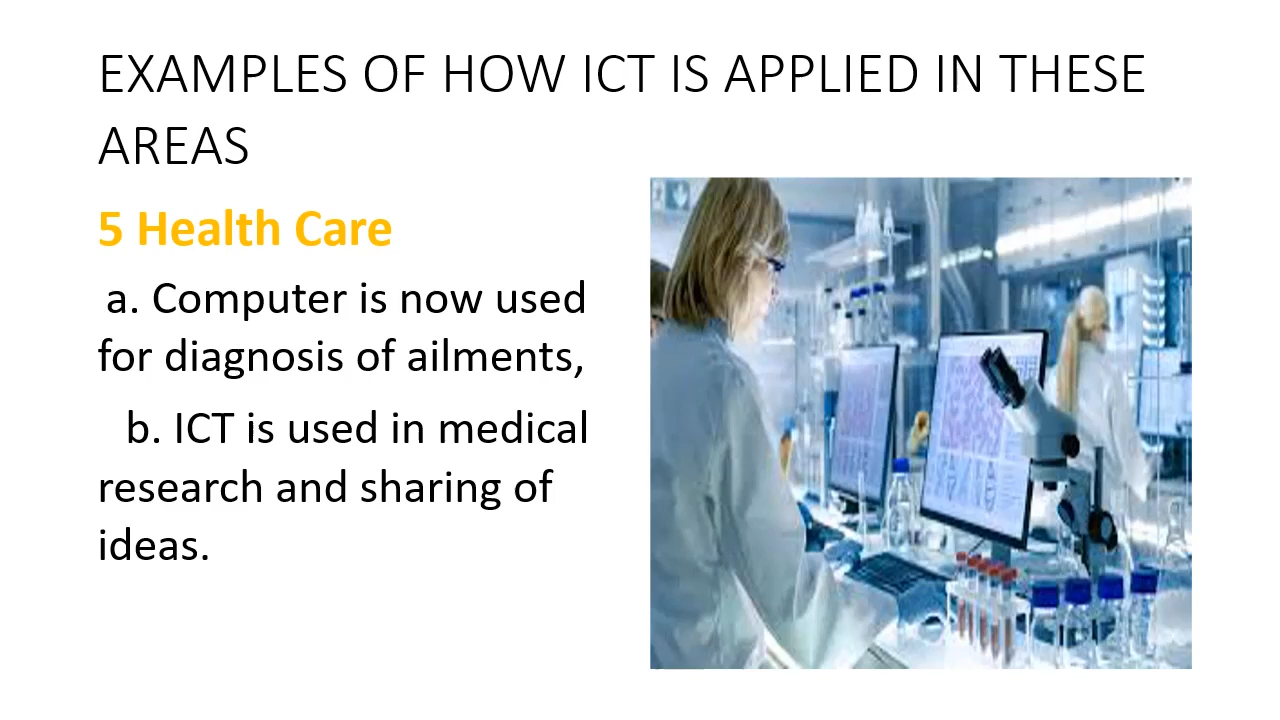 EXAMPLES OF HOW ICT IS APPLIED IN THESE
AREAS
5 Health Care
a. Computer is now used
for diagnosis of ailments,
b. ICT is used in medical
research and sharing of
ideas.